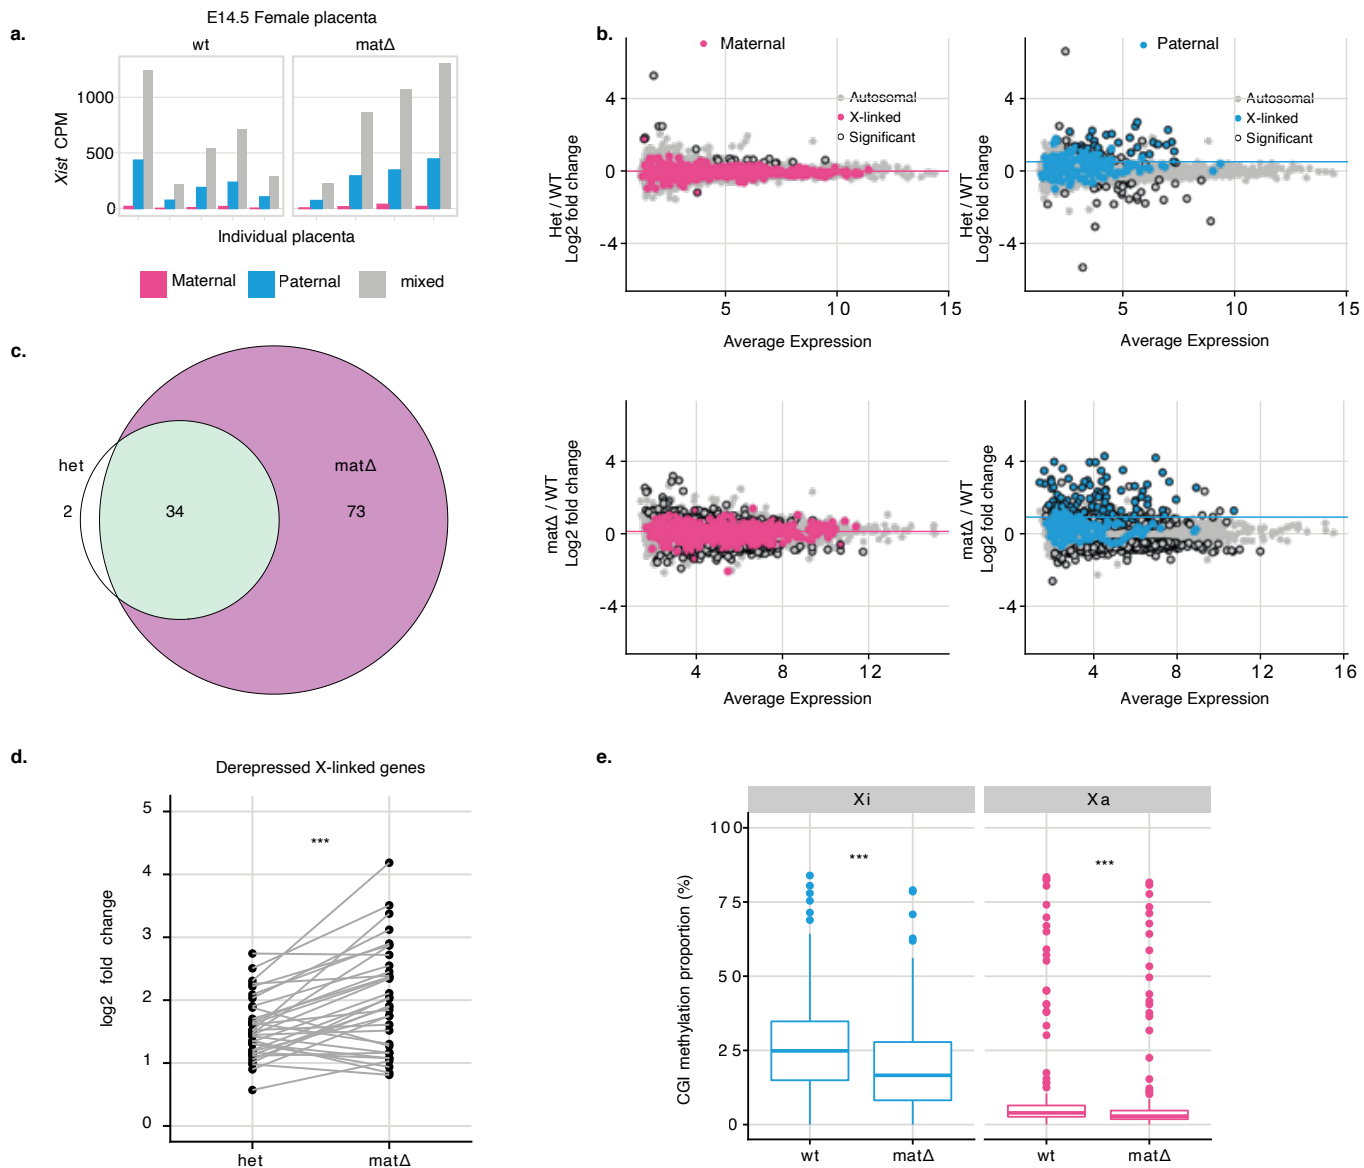 a.
E14.5 Female placenta
wt
matΔ
Xist CPM
1000
500
0
Individual placenta
Maternal
Paternal
mixed
b.
Maternal
Autosomal
X-linked
Significant
Het / WT
Log2 fold change
4
0
-4
5
10
15
Average Expression
Paternal
Autosomal
X-linked
Significant
Het / WT
Log2 fold change
4
0
-4
5
10
15
Average Expression
matΔ / WT
Log2 fold change
4
0
-4
4
8
12
Average Expression
matΔ / WT
Log2 fold change
4
0
-4
4
8
12
16
Average Expression
c.
het
matΔ
2
34
73
d.
Derepressed X-linked genes
log2 fold change
5
4
3
2
1
0
***
het
matΔ
e.
Xi
Xa
CGI methylation proportion (%)
100
75
50
25
0
***
***
wt
matΔ
wt
matΔ